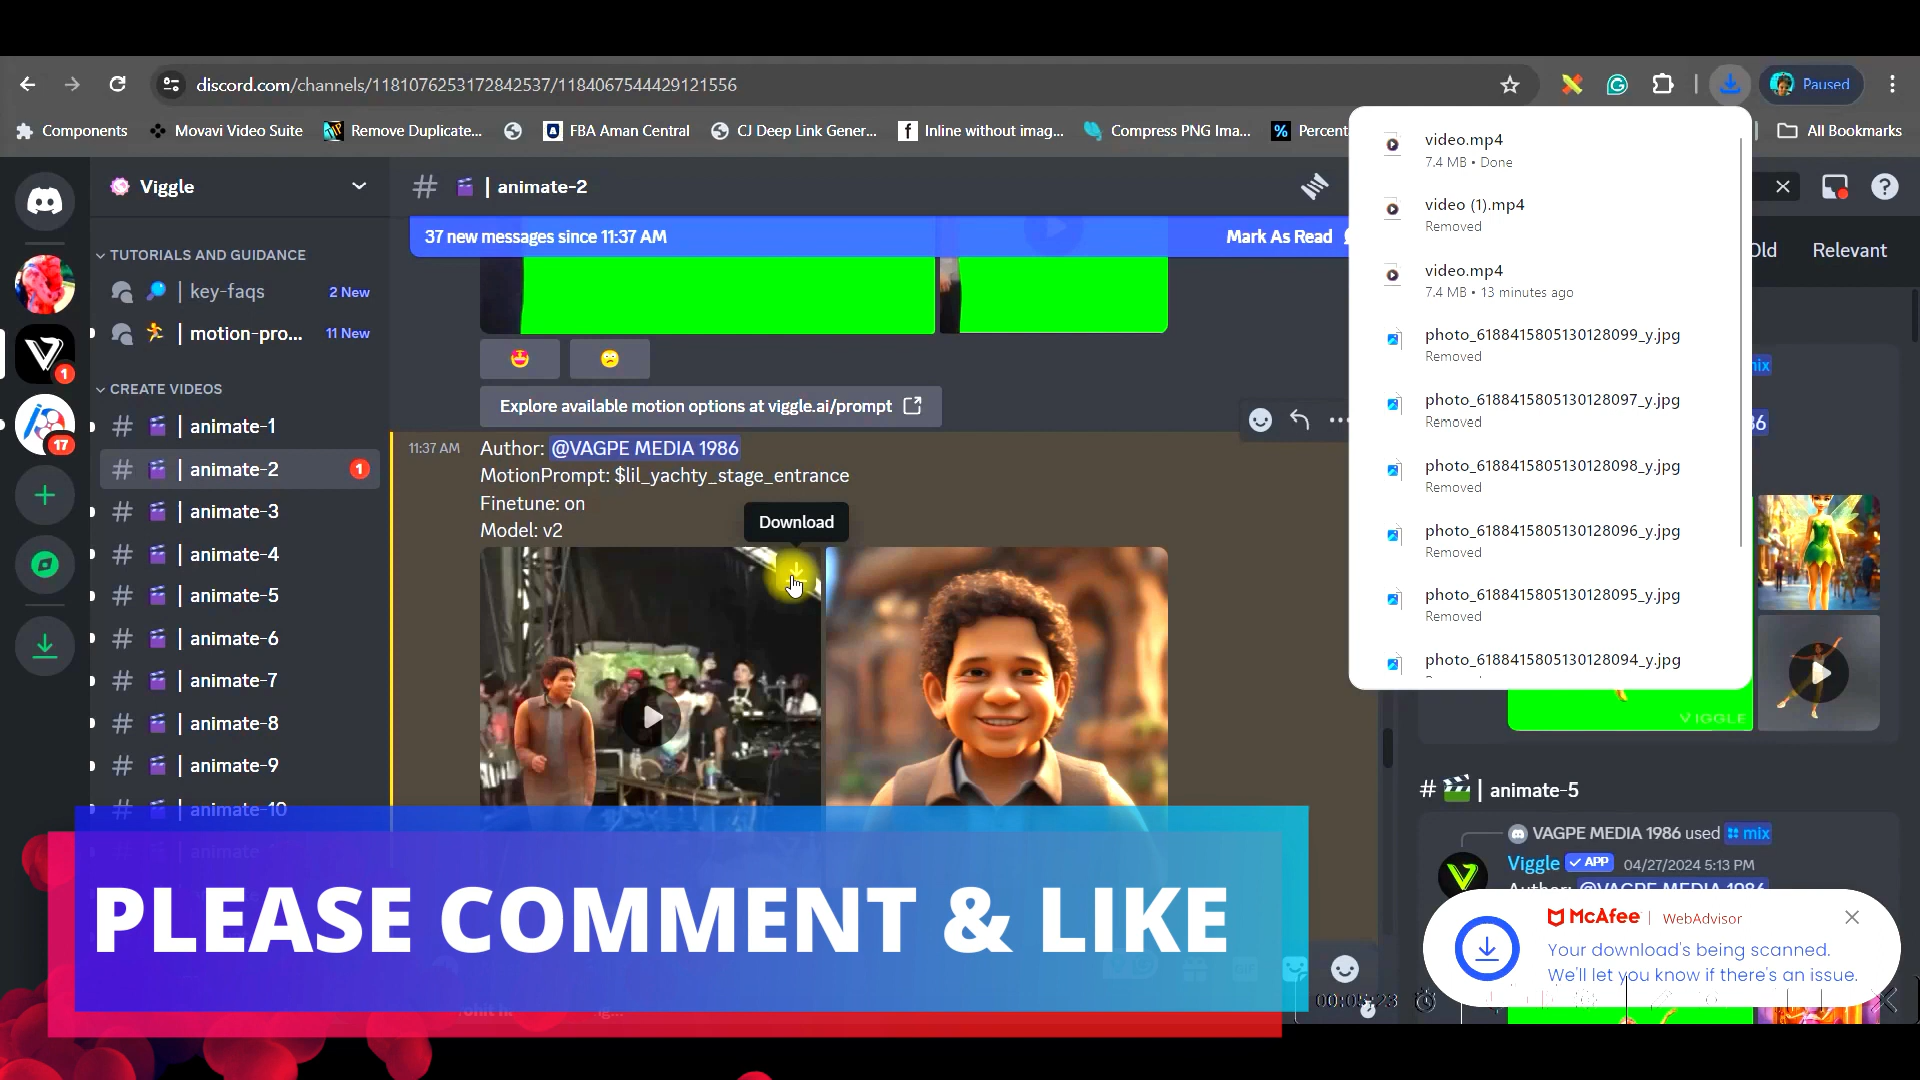 discord.com/channels/1181076253172842537/1184067544429121556
Paused
Components
Movavi Video Suite
Remove Duplicate...
FBA Aman Central
CJ Deep Link Gener...
Inline without imag...
Compress PNG Ima...
Percent
All Bookmarks
video.mp4
7.4 MB • Done
video (1).mp4
Removed
video.mp4
7.4 MB • 13 minutes ago
photo_6188415805130128099_y.jpg
Removed
photo_6188415805130128097_y.jpg
Removed
photo_6188415805130128098_y.jpg
Removed
photo_6188415805130128096_y.jpg
Removed
photo_6188415805130128095_y.jpg
Removed
photo_6188415805130128094_y.jpg
Viggle
# | animate-2
37 new messages since 11:37 AM
Mark As Read
Old
Relevant
TUTORIALS AND GUIDANCE
| key-faqs 2 New
| motion-pro... 11 New
CREATE VIDEOS
# | animate-1
# | animate-2 1
# | animate-3
# | animate-4
# | animate-5
# | animate-6
# | animate-7
# | animate-8
# | animate-9
# | animate-10
1
17
Explore available motion options at viggle.ai/prompt
11:37 AM Author: @VAGPE MEDIA 1986
MotionPrompt: $lil_yachty_stage_entrance
Finetune: on
Model: v2
Download
VIGGLE
# | animate-5
VAGPE MEDIA 1986 used mix
Viggle APP 04/27/2024 5:13 PM
Author: @VAGPE MEDIA 1986
McAfee | WebAdvisor
Your download's being scanned.
We'll let you know if there's an issue.
PLEASE COMMENT & LIKE